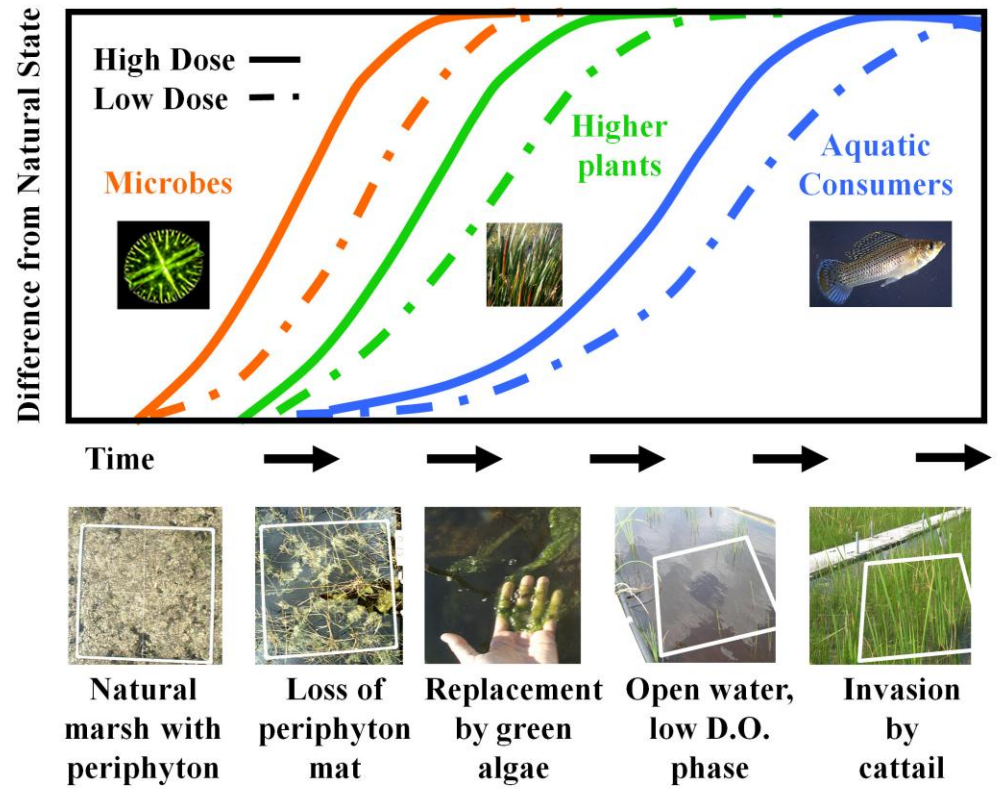 Difference from Natural State
High Dose
Low Dose
Microbes
Higher
plants
Aquatic
Consumers
Time
Natural
marsh with
periphyton
Loss of
periphyton
mat
Replacement
by green
algae
Open water,
low D.O.
phase
Invasion
by
cattail